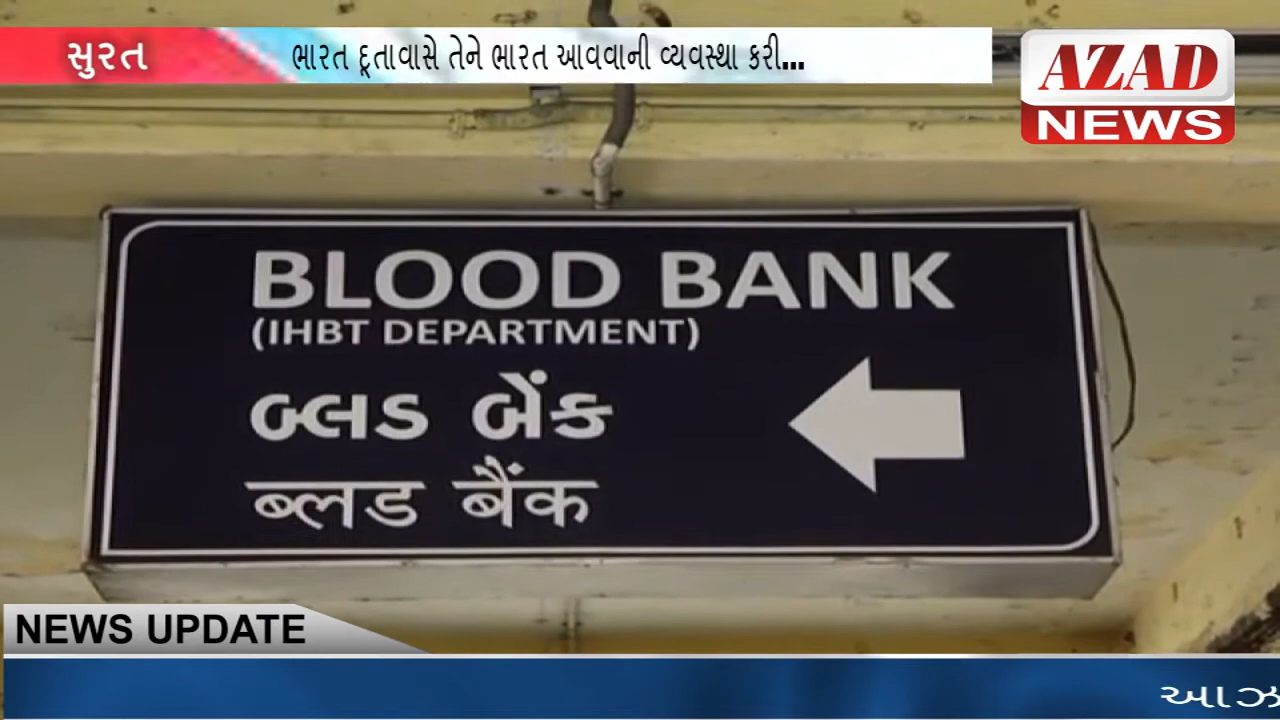 સુરત
ભારત દૂતાવાસે તેને ભારત આવવાની વ્યવસ્થા કરી...
AZAD
NEWS
BLOOD BANK
(IHBT DEPARTMENT)
બ્લડ બેંક
ब्लड बैंक
NEWS UPDATE